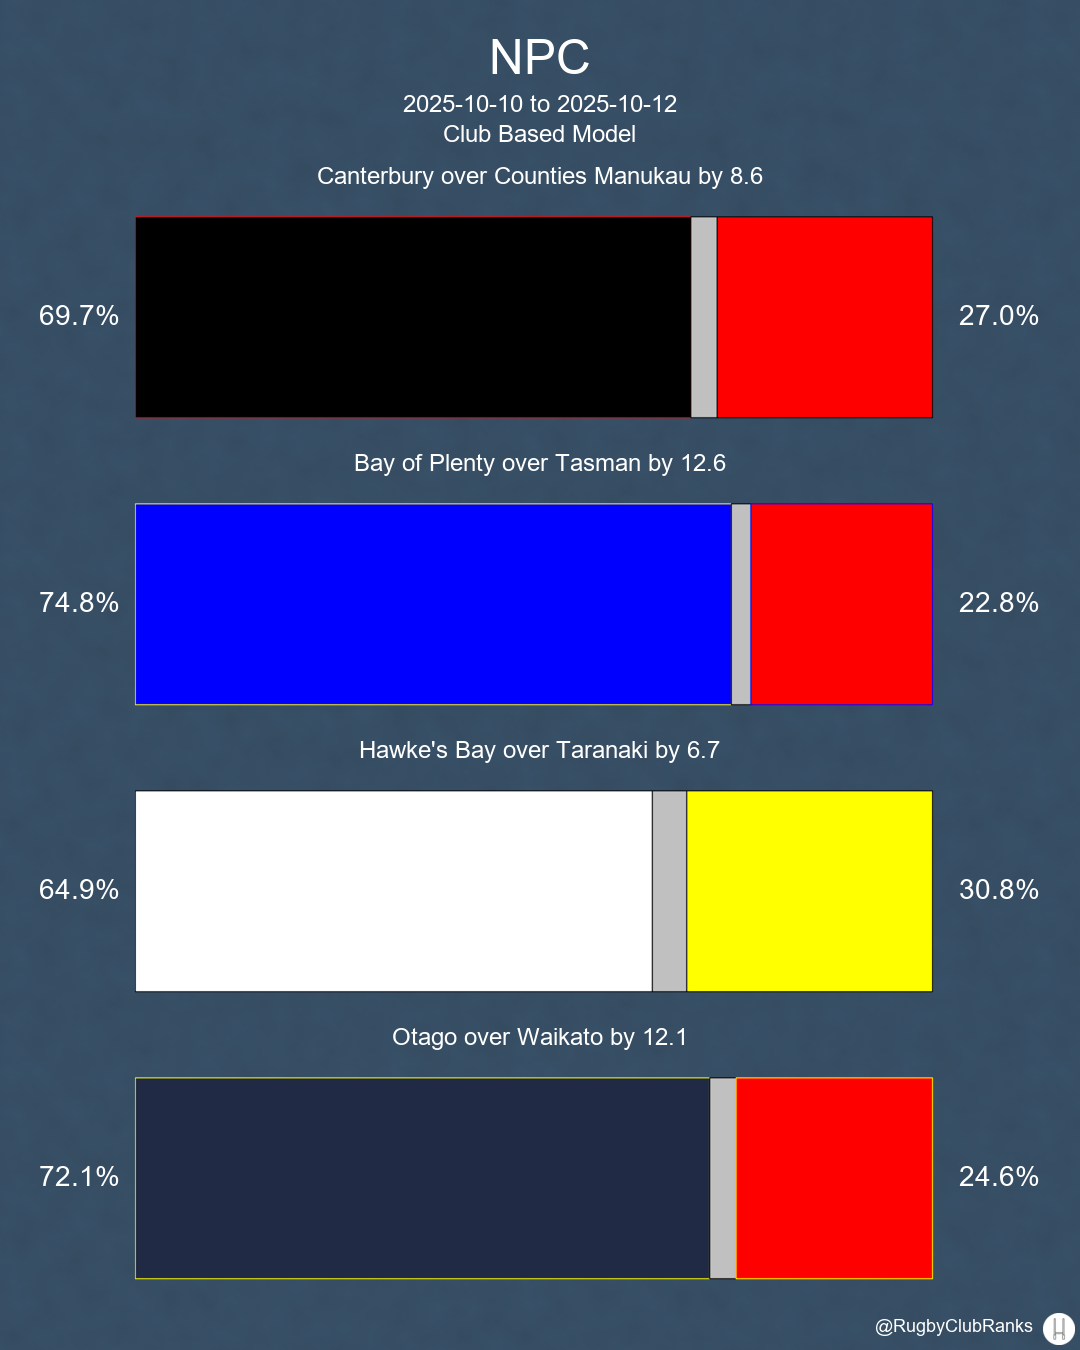 NPC
2025-10-10 to 2025-10-12
Club Based Model
Canterbury over Counties Manukau by 8.6
69.7%
27.0%
Bay of Plenty over Tasman by 12.6
74.8%
22.8%
Hawke's Bay over Taranaki by 6.7
64.9%
30.8%
Otago over Waikato by 12.1
72.1%
24.6%
@RugbyClubRanks